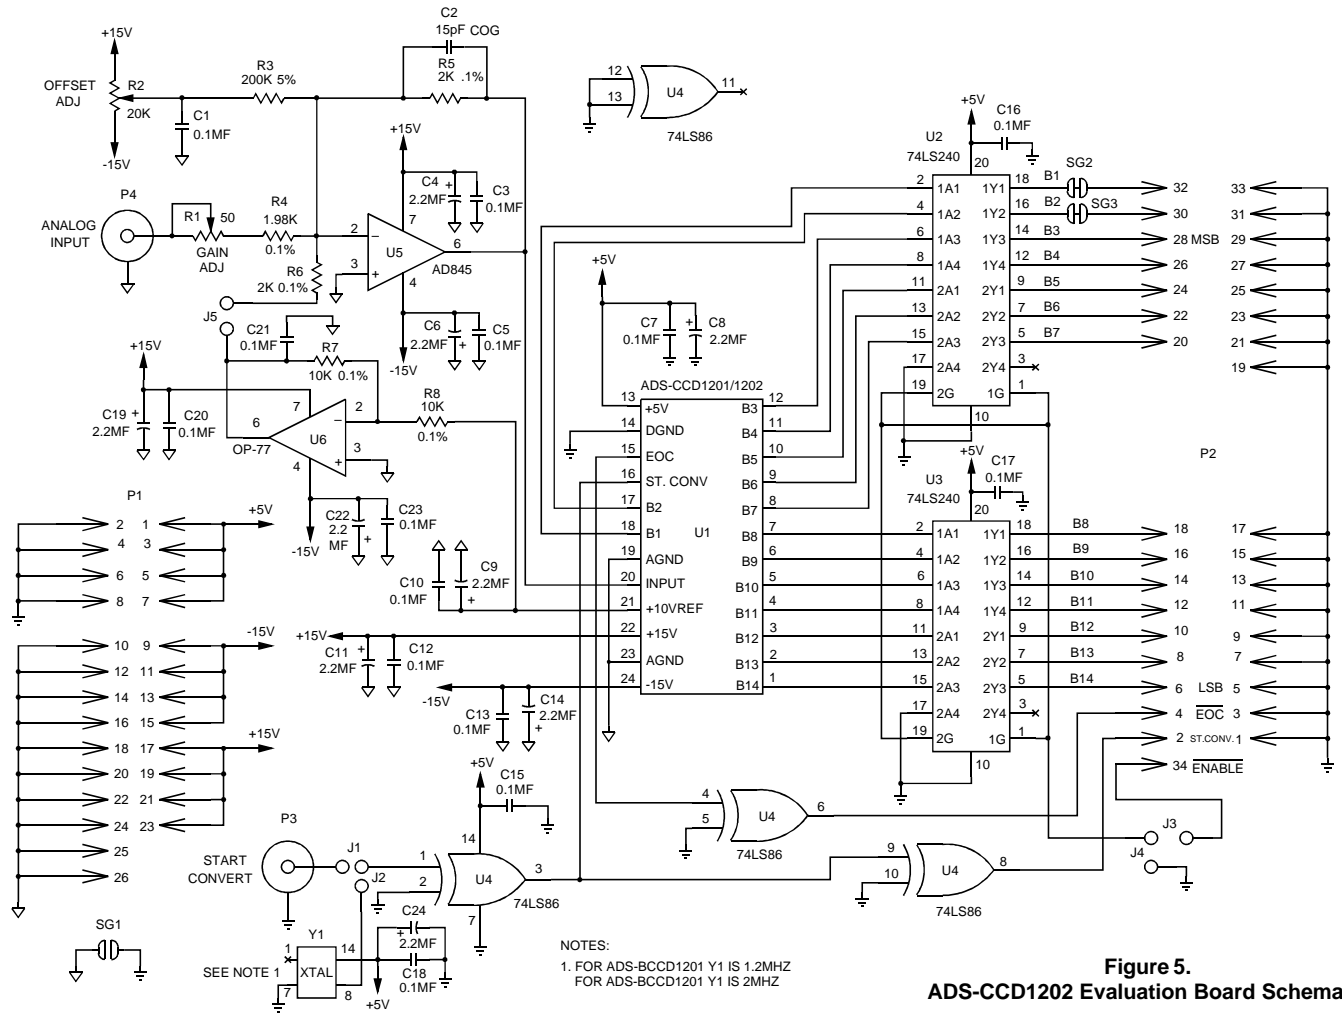 +15V
OFFSET
ADJ
R2
20K
-15V
R3
200K 5%
C1
0.1MF
C2
15pF COG
R5
2K .1%
P4
ANALOG
INPUT
R1
50
GAIN
ADJ
R4
1.98K
0.1%
R6
2K 0.1%
J5
+15V
C4 +
2.2MF
C3
0.1MF
7
2 −
3 +
6
4
U5
AD845
C6
2.2MF +
C5
0.1MF
-15V
C21
0.1MF
R7
10K 0.1%
+15V
C19 +
2.2MF
C20
0.1MF
7
6
2 −
3
+
4
U6
OP-77
R8
10K
0.1%
-15V
C22
2.2
MF +
C23
0.1MF
C10
0.1MF
C9
2.2MF
+
12
13
11
U4
74LS86
+5V
C7
0.1MF
+ C8
2.2MF
ADS-CCD1201/1202
13 +5V
14 DGND
15 EOC
16 ST. CONV
17 B2
18 B1
19 AGND
20 INPUT
21 +10VREF
22 +15V
23 AGND
24 -15V
U1
B3 12
B4 11
B5 10
B6 9
B7 8
B8 7
B9 6
B10 5
B11 4
B12 3
B13 2
B14 1
+15V
C11 +
2.2MF
C12
0.1MF
-15V
C13
0.1MF
C14
2.2MF
+
+5V
C16
0.1MF
U2
74LS240
20
2 1A1 1Y1 18 B1 SG2 32 33
4 1A2 1Y2 16 B2 SG3 30 31
6 1A3 1Y3 14 B3 28 MSB 29
8 1A4 1Y4 12 B4 26 27
11 2A1 2Y1 9 B5 24 25
13 2A2 2Y2 7 B6 22 23
15 2A3 2Y3 5 B7 20 21
17 2A4 2Y4 3 19
19 2G 1G 1
10
P2
+5V
C17
0.1MF
U3
74LS240
20
2 1A1 1Y1 18 B8 18 17
4 1A2 1Y2 16 B9 16 15
6 1A3 1Y3 14 B10 14 13
8 1A4 1Y4 12 B11 12 11
11 2A1 2Y1 9 B12 10 9
13 2A2 2Y2 7 B13 8 7
15 2A3 2Y3 5 B14 6 LSB 5
17 2A4 2Y4 3 4 EOC 3
19 2G 1G 1 2 ST.CONV. 1
10
34 ENABLE
P1
2 1 +5V
4 3
6 5
8 7
10 9 -15V
12 11
14 13
16 15
18 17 +15V
20 19
22 21
24 23
25
26
SG1
P3
START
CONVERT
J1
J2
+5V
C15
0.1MF
14
1
2
3
7
U4
74LS86
4
5
6
U4
74LS86
9
10
8
U4
74LS86
J3
J4
Y1
SEE NOTE 1
1
XTAL
14
7
8
C24
+
2.2MF
C18
0.1MF
+5V
NOTES:
1. FOR ADS-BCCD1201 Y1 IS 1.2MHZ
FOR ADS-BCCD1201 Y1 IS 2MHZ
Figure 5.
ADS-CCD1202 Evaluation Board Schema